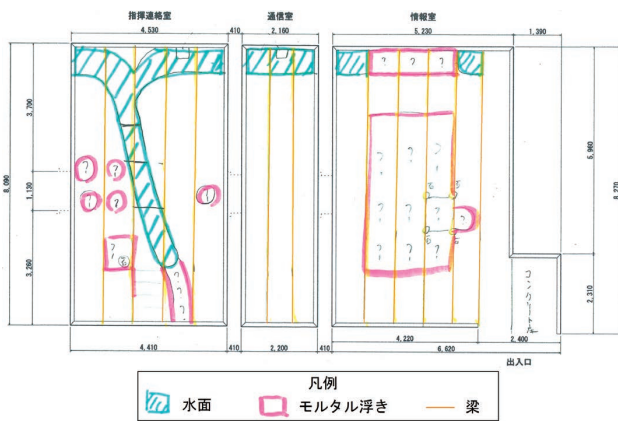 指揮連絡室
通信室
情報室
4,530
410
2,160
5,230
1,390
8,090
3,700
1,130
3,260
6,960
8,270
2,310
? ? ?
? ?
? ?
?
?
?
?
?
? ? ?
? ? ?
? ? ?
? ? ?
?
コンクリート
4,410
410
2,200
410
4,220
2,400
6,620
出入口
凡例
水面
モルタル浮き
梁